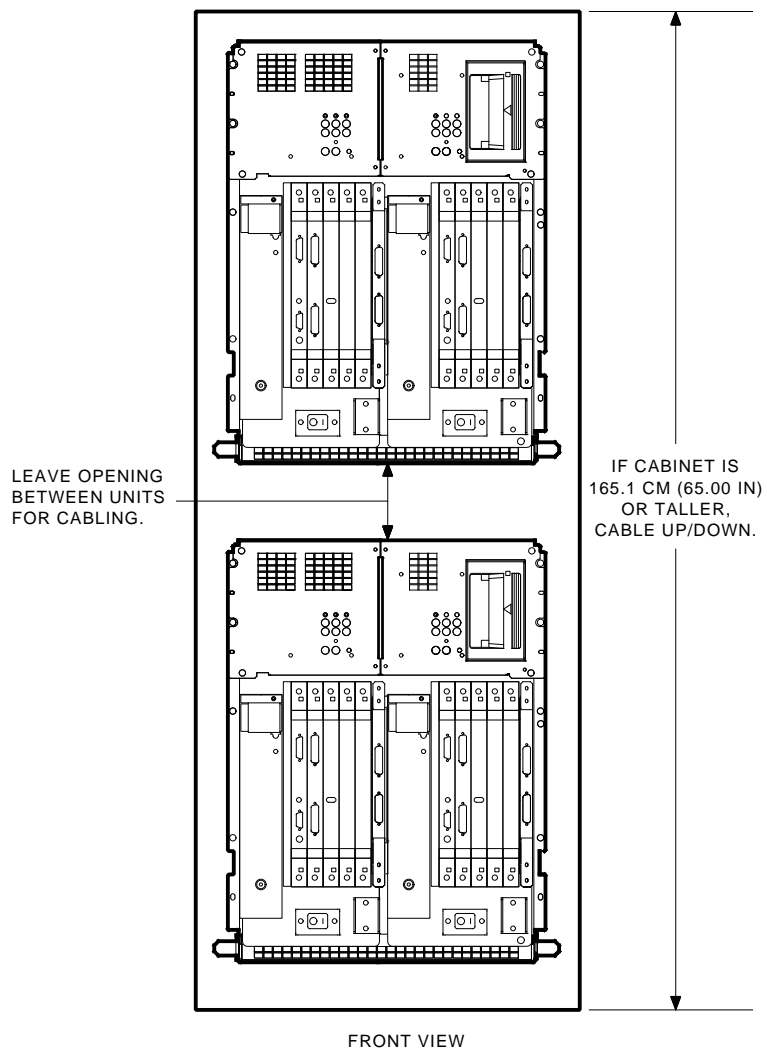 LEAVE OPENING
BETWEEN UNITS
FOR CABLING.
IF CABINET IS
165.1 CM (65.00 IN)
OR TALLER,
CABLE UP/DOWN.
FRONT VIEW